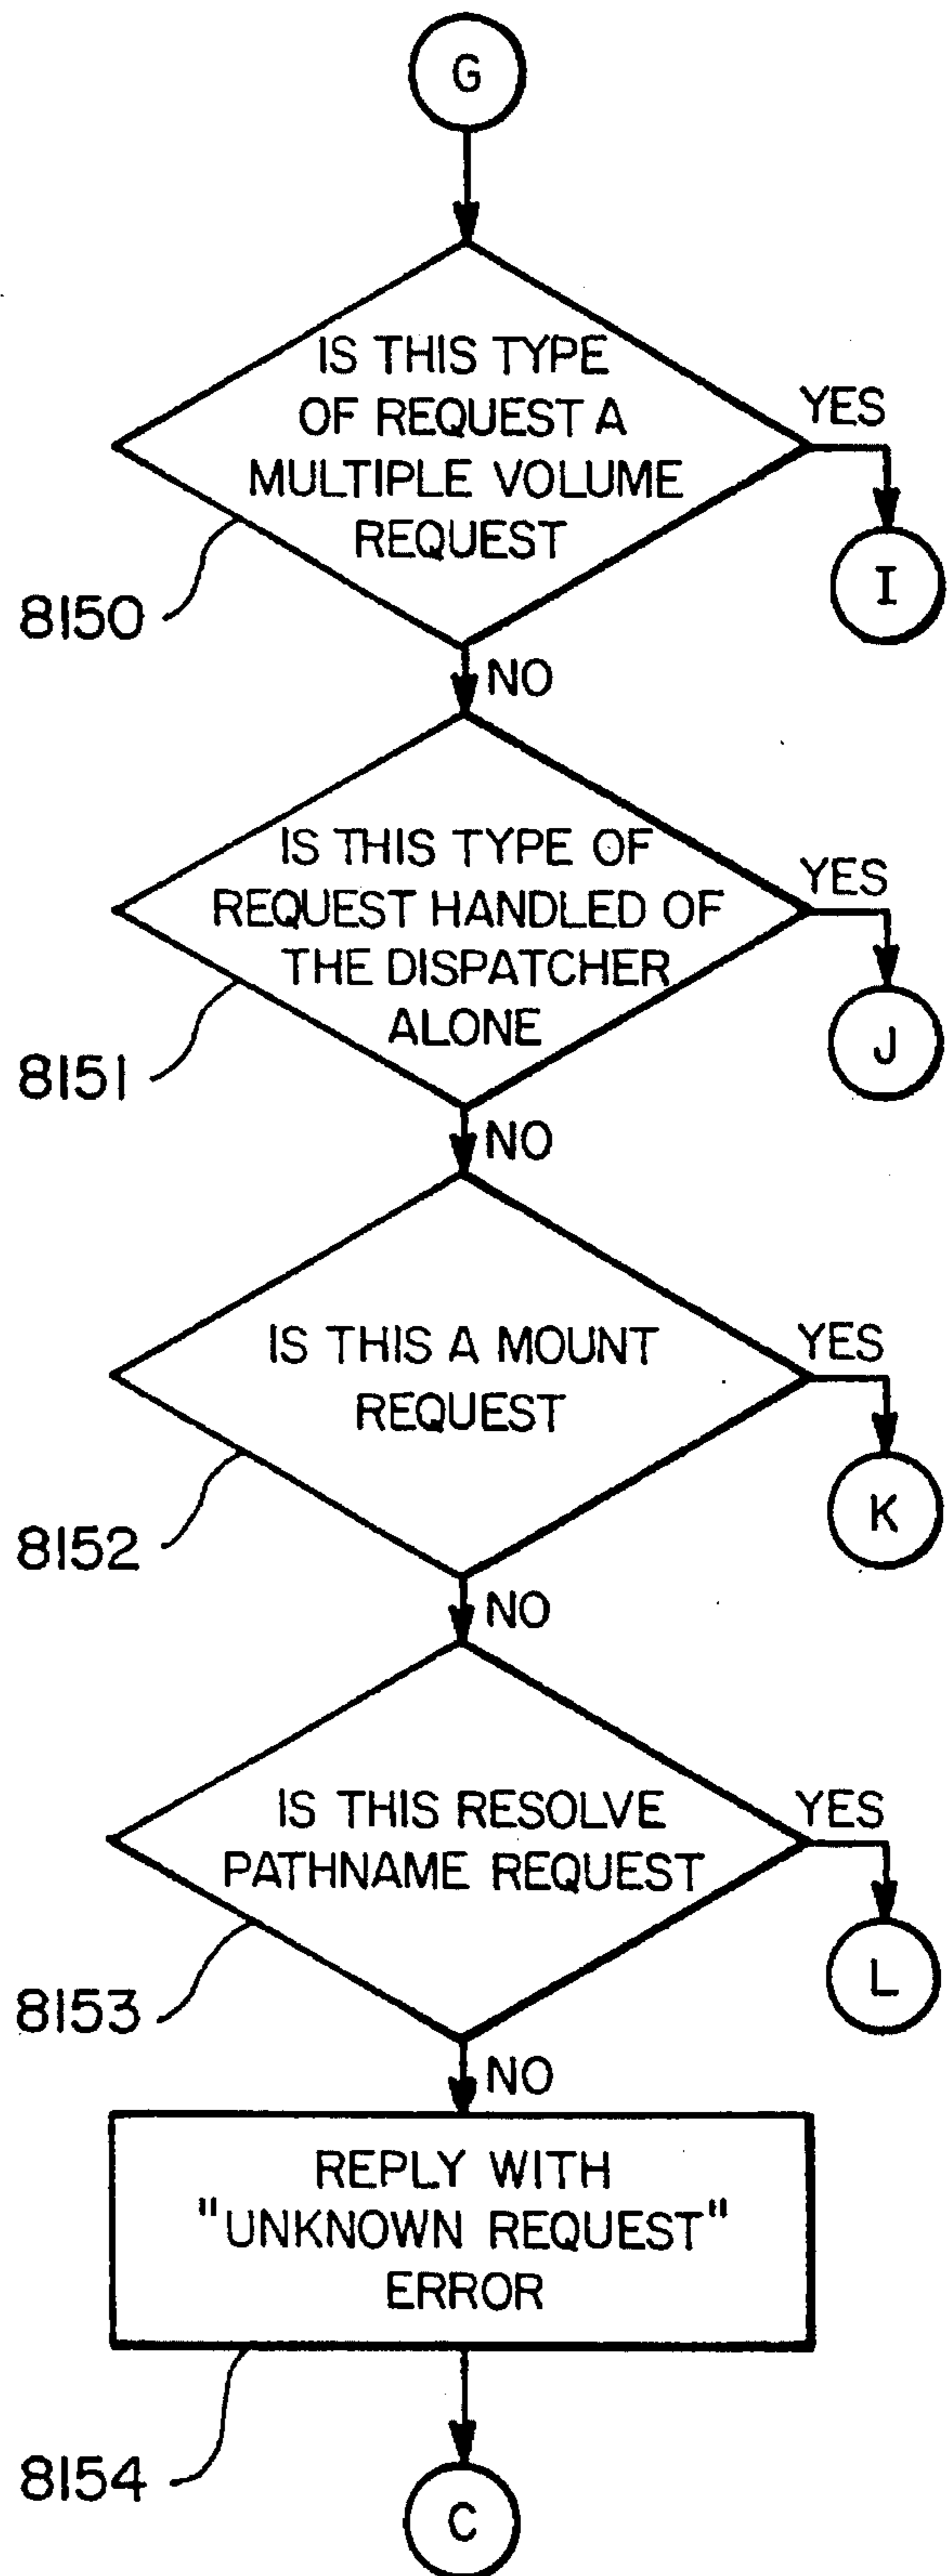 G
IS THIS TYPE
OF REQUEST A
MULTIPLE VOLUME
REQUEST
YES
I
8150
NO
IS THIS TYPE OF
REQUEST HANDLED OF
THE DISPATCHER
ALONE
YES
J
8151
NO
IS THIS A MOUNT
REQUEST
YES
K
8152
NO
IS THIS RESOLVE
PATHNAME REQUEST
YES
L
8153
NO
REPLY WITH
"UNKNOWN REQUEST"
ERROR
8154
C